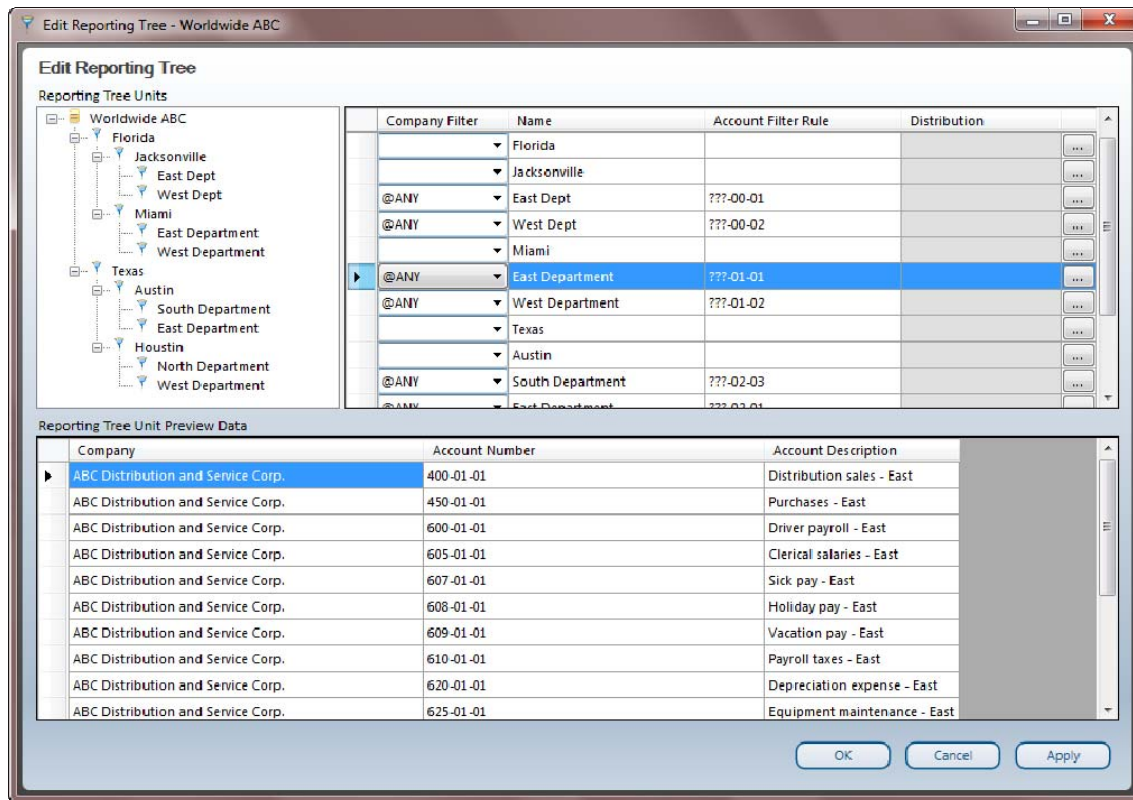 Edit Reporting Tree - Worldwide ABC
Edit Reporting Tree
Reporting Tree Units
Worldwide ABC
Florida
Jacksonville
East Dept
West Dept
Miami
East Department
West Department
Texas
Austin
South Department
East Department
Houstin
North Department
West Department
Company Filter Name Account Filter Rule Distribution
Florida ...
Jacksonville ...
@ANY East Dept ???-00-01 ...
@ANY West Dept ???-00-02 ...
Miami ...
@ANY East Department ???-01-01 ...
@ANY West Department ???-01-02 ...
Texas ...
Austin ...
@ANY South Department ???-02-03 ...
@ANY East Department ???-02-01
Reporting Tree Unit Preview Data
Company Account Number Account Description
ABC Distribution and Service Corp. 400-01-01 Distribution sales - East
ABC Distribution and Service Corp. 450-01-01 Purchases - East
ABC Distribution and Service Corp. 600-01-01 Driver payroll - East
ABC Distribution and Service Corp. 605-01-01 Clerical salaries - East
ABC Distribution and Service Corp. 607-01-01 Sick pay - East
ABC Distribution and Service Corp. 608-01-01 Holiday pay - East
ABC Distribution and Service Corp. 609-01-01 Vacation pay - East
ABC Distribution and Service Corp. 610-01-01 Payroll taxes - East
ABC Distribution and Service Corp. 620-01-01 Depreciation expense - East
ABC Distribution and Service Corp. 625-01-01 Equipment maintenance - East
OK Cancel Apply